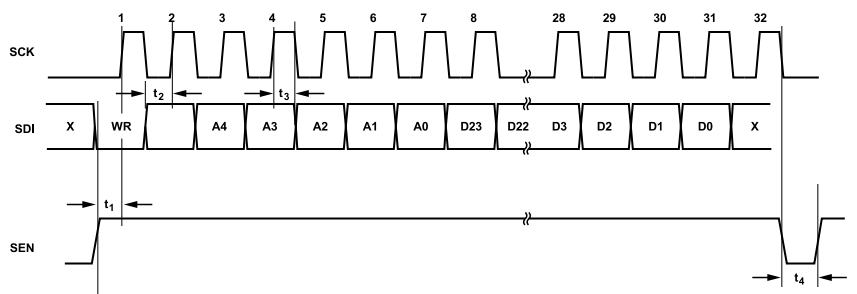 1 2 3 4 5 6 7 8 28 29 30 31 32
SCK
t2 t3
SDI X WR A4 A3 A2 A1 A0 D23 D22 D3 D2 D1 D0 X
t1
SEN
t4